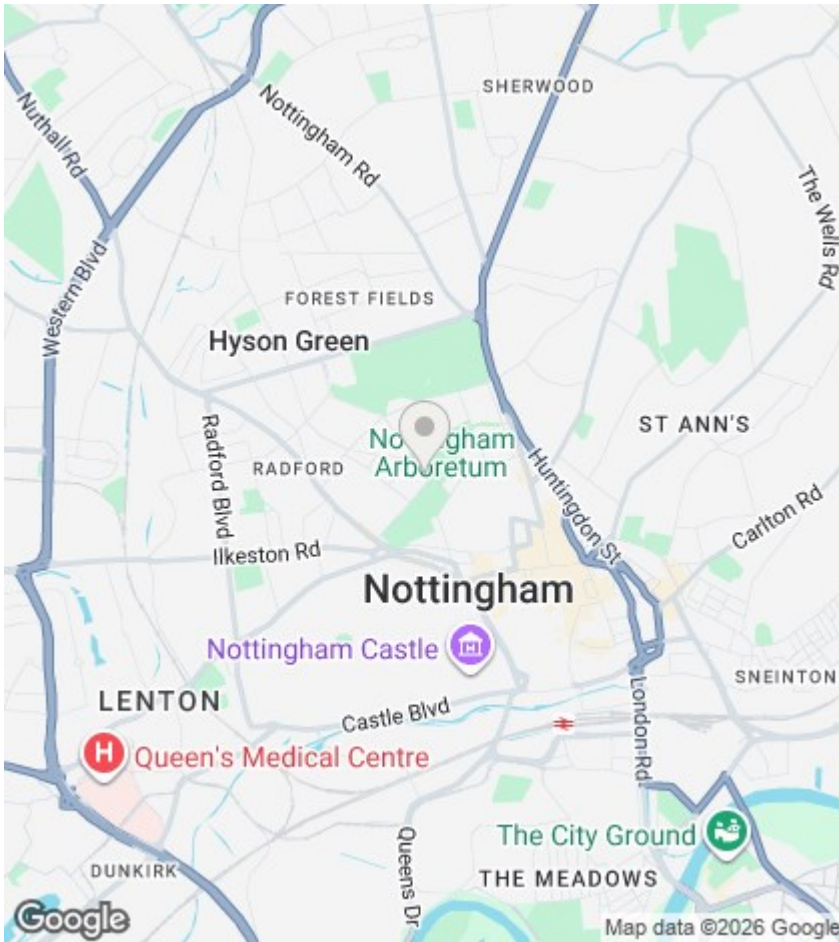 SHERWOOD
Nuthall Rd
Nottingham Rd
The Wells Rd
Western Blvd
FOREST FIELDS
Hyson Green
ST ANN'S
Nottingham
Arboretum
RADFORD
Radford Blvd
Huntingdon St
Carlton Rd
Ilkeston Rd
Nottingham
Nottingham Castle
SNEINTON
LENTON
Castle Blvd
London Rd
H
Queen's Medical Centre
The City Ground
Queens Dr
DUNKIRK
THE MEADOWS
Google
Map data ©2026 Google